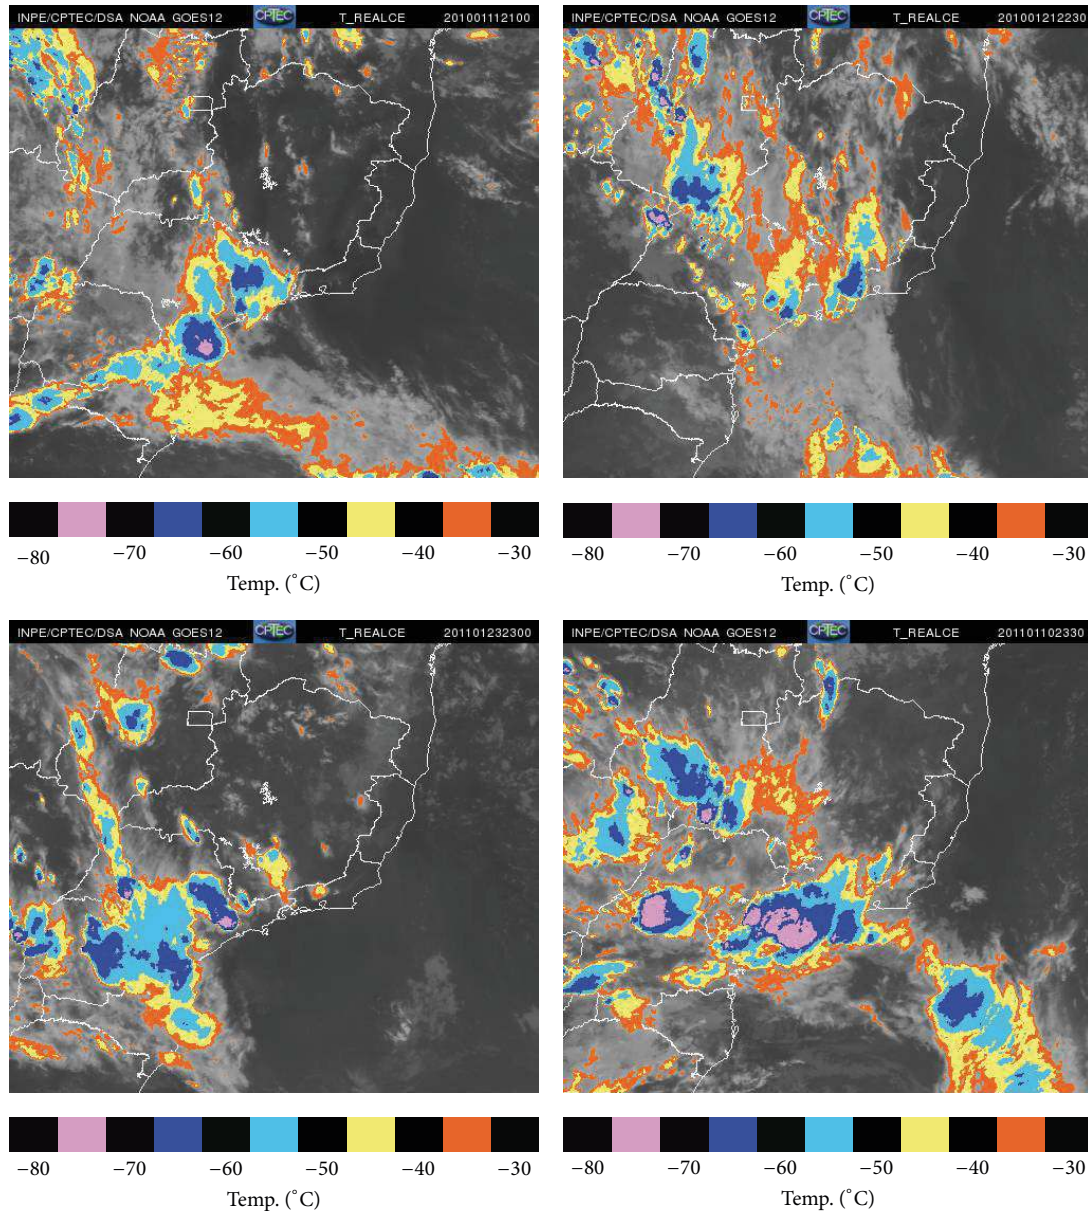 INPE/CPTEC/DSA NOAA GOES12 CPTEC T_REALCE 201001112100
−80 −70 −60 −50 −40 −30
Temp. (°C)
INPE/CPTEC/DSA NOAA GOES12 CPTEC T_REALCE 201001212230
−80 −70 −60 −50 −40 −30
Temp. (°C)
INPE/CPTEC/DSA NOAA GOES12 CPTEC T_REALCE 201101232300
−80 −70 −60 −50 −40 −30
Temp. (°C)
INPE/CPTEC/DSA NOAA GOES12 CPTEC T_REALCE 201101102330
−80 −70 −60 −50 −40 −30
Temp. (°C)